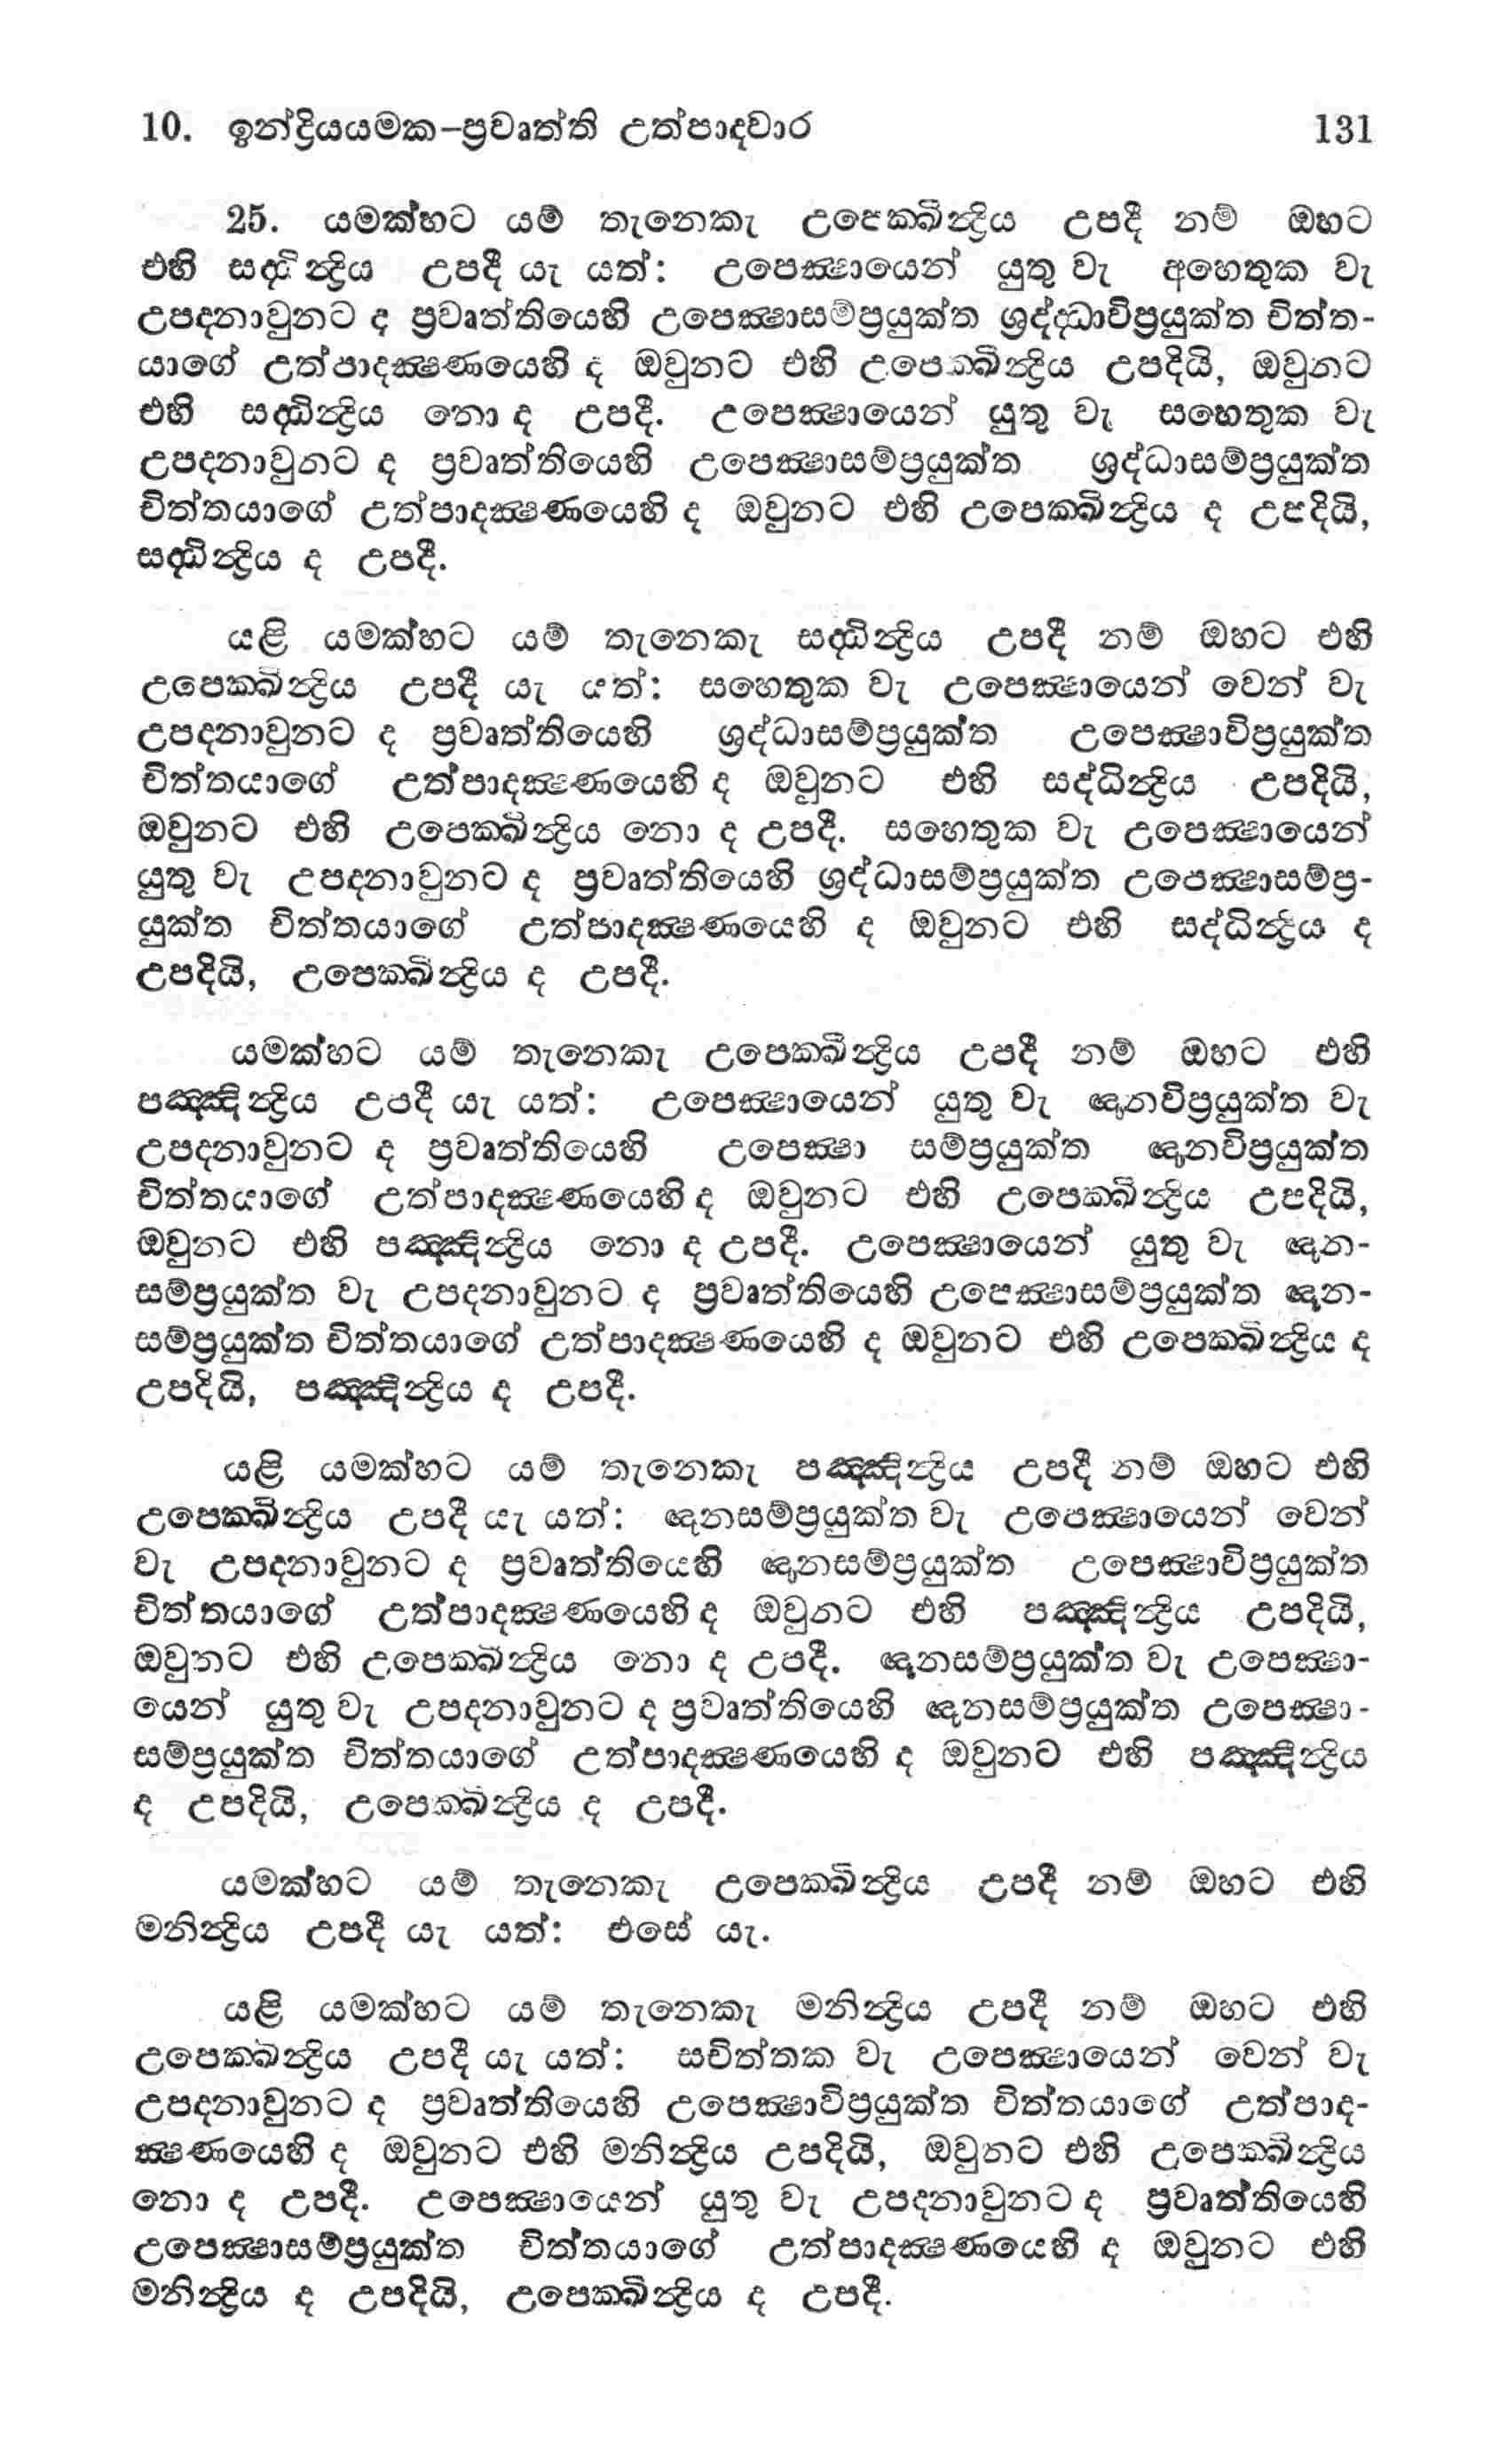 10. ඉන්ද්‍රියයමක-ප්‍රවෘත්ති උත්පාදවාර 131
25. යමක්හට යම් තැනෙකැ උපෙක්ඛින්ද්‍රිය උපදී නම් ඔහට
එහි සද්ධින්ද්‍රිය උපදී යැ යත්: උපෙක්‍ෂායෙන් යුතු වැ අහෙතුක වැ
උපදනාවුනට ද ප්‍රවෘත්තියෙහි උපෙක්‍ෂාසම්ප්‍රයුක්ත ශ්‍රද්ධාවිප්‍රයුක්ත චිත්ත-
යාගේ උත්පාදක්‍ෂණයෙහි ද ඔවුනට එහි උපෙක්ඛින්ද්‍රිය උපදියි, ඔවුනට
එහි සද්ධින්ද්‍රිය නො ද උපදී. උපෙක්‍ෂායෙන් යුතු වැ සහෙතුක වැ
උපදනාවුනට ද ප්‍රවෘත්තියෙහි උපෙක්‍ෂාසම්ප්‍රයුක්ත ශ්‍රද්ධාසම්ප්‍රයුක්ත
චිත්තයාගේ උත්පාදක්‍ෂණයෙහි ද ඔවුනට එහි උපෙක්ඛින්ද්‍රිය ද උපදියි,
සද්ධින්ද්‍රිය ද උපදී.
යළි යමක්හට යම් තැනෙකැ සද්ධින්ද්‍රිය උපදී නම් ඔහට එහි
උපෙක්ඛින්ද්‍රිය උපදී යැ යත්: සහෙතුක වැ උපෙක්‍ෂායෙන් වෙන් වැ
උපදනාවුනට ද ප්‍රවෘත්තියෙහි ශ්‍රද්ධාසම්ප්‍රයුක්ත උපෙක්‍ෂාවිප්‍රයුක්ත
චිත්තයාගේ උත්පාදක්‍ෂණයෙහි ද ඔවුනට එහි සද්ධින්ද්‍රිය උපදියි,
ඔවුනට එහි උපෙක්ඛින්ද්‍රිය නො ද උපදී. සහෙතුක වැ උපෙක්‍ෂායෙන්
යුතු වැ උපදනාවුනට ද ප්‍රවෘත්තියෙහි ශ්‍රද්ධාසම්ප්‍රයුක්ත උපෙක්‍ෂාසම්ප්‍ර-
යුක්ත චිත්තයාගේ උත්පාදක්‍ෂණයෙහි ද ඔවුනට එහි සද්ධින්ද්‍රිය ද
උපදියි, උපෙක්ඛින්ද්‍රිය ද උපදී.
යමක්හට යම් තැනෙකැ උපෙක්ඛින්ද්‍රිය උපදී නම් ඔහට එහි
පඤ්ඤින්ද්‍රිය උපදී යැ යත්: උපෙක්‍ෂායෙන් යුතු වැ ඥානවිප්‍රයුක්ත වැ
උපදනාවුනට ද ප්‍රවෘත්තියෙහි උපෙක්‍ෂා සම්ප්‍රයුක්ත ඥානවිප්‍රයුක්ත
චිත්තයාගේ උත්පාදක්‍ෂණයෙහි ද ඔවුනට එහි උපෙක්ඛින්ද්‍රිය උපදියි,
ඔවුනට එහි පඤ්ඤින්ද්‍රිය නො ද උපදී. උපෙක්‍ෂායෙන් යුතු වැ ඥාන-
සම්ප්‍රයුක්ත වැ උපදනාවුනට ද ප්‍රවෘත්තියෙහි උපෙක්‍ෂාසම්ප්‍රයුක්ත ඥාන-
සම්ප්‍රයුක්ත චිත්තයාගේ උත්පාදක්‍ෂණයෙහි ද ඔවුනට එහි උපෙක්ඛින්ද්‍රිය ද
උපදියි, පඤ්ඤින්ද්‍රිය ද උපදී.
යළි යමක්හට යම් තැනෙකැ පඤ්ඤින්ද්‍රිය උපදී නම් ඔහට එහි
උපෙක්ඛින්ද්‍රිය උපදී යැ යත්: ඥානසම්ප්‍රයුක්ත වැ උපෙක්‍ෂායෙන් වෙන්
වැ උපදනාවුනට ද ප්‍රවෘත්තියෙහි ඥානසම්ප්‍රයුක්ත උපෙක්‍ෂාවිප්‍රයුක්ත
චිත්තයාගේ උත්පාදක්‍ෂණයෙහි ද ඔවුනට එහි පඤ්ඤින්ද්‍රිය උපදියි,
ඔවුනට එහි උපෙක්ඛින්ද්‍රිය නො ද උපදී. ඥානසම්ප්‍රයුක්ත වැ උපෙක්‍ෂා-
යෙන් යුතු වැ උපදනාවුනට ද ප්‍රවෘත්තියෙහි ඥානසම්ප්‍රයුක්ත උපෙක්‍ෂා-
සම්ප්‍රයුක්ත චිත්තයාගේ උත්පාදක්‍ෂණයෙහි ද ඔවුනට එහි පඤ්ඤින්ද්‍රිය
ද උපදියි, උපෙක්ඛින්ද්‍රිය ද උපදී.
යමක්හට යම් තැනෙකැ උපෙක්ඛින්ද්‍රිය උපදී නම් ඔහට එහි
මනින්ද්‍රිය උපදී යැ යත්: එසේ යැ.
යළි යමක්හට යම් තැනෙකැ මනින්ද්‍රිය උපදී නම් ඔහට එහි
උපෙක්ඛින්ද්‍රිය උපදී යැ යත්: සචිත්තක වැ උපෙක්‍ෂායෙන් වෙන් වැ
උපදනාවුනට ද ප්‍රවෘත්තියෙහි උපෙක්‍ෂාවිප්‍රයුක්ත චිත්තයාගේ උත්පාද-
ක්‍ෂණයෙහි ද ඔවුනට එහි මනින්ද්‍රිය උපදියි, ඔවුනට එහි උපෙක්ඛින්ද්‍රිය
නො ද උපදී. උපෙක්‍ෂායෙන් යුතු වැ උපදනාවුනට ද ප්‍රවෘත්තියෙහි
උපෙක්‍ෂාසම්ප්‍රයුක්ත චිත්තයාගේ උත්පාදක්‍ෂණයෙහි ද ඔවුනට එහි
මනින්ද්‍රිය ද උපදියි, උපෙක්ඛින්ද්‍රිය ද උපදී.